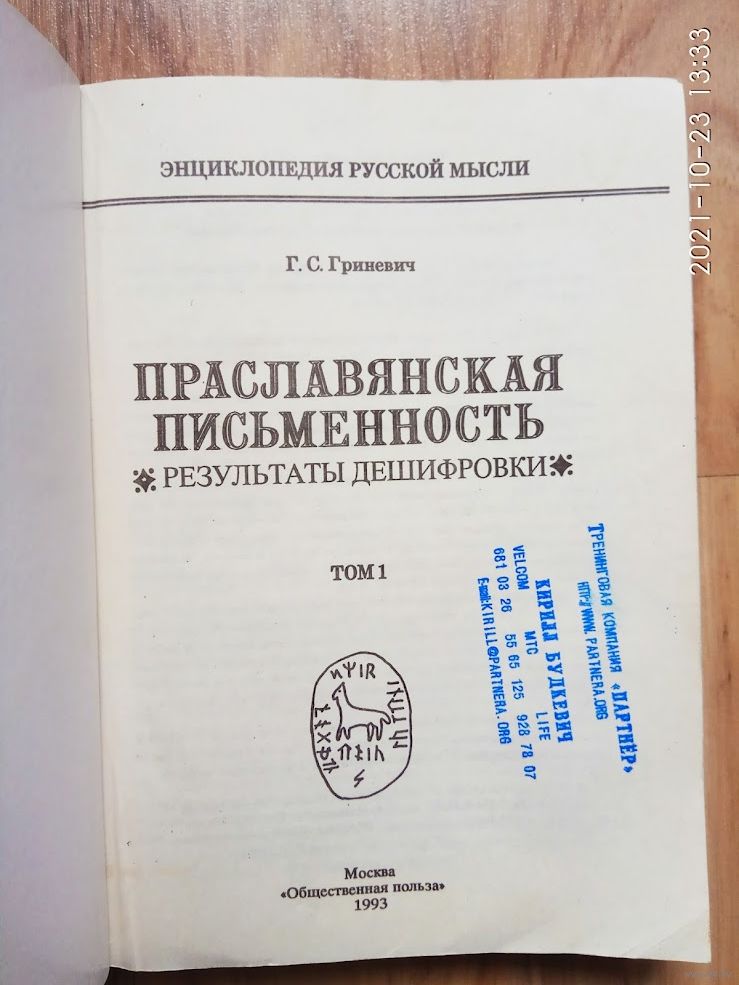 ЭНЦИКЛОПЕДИЯ РУССКОЙ МЫСЛИ
Г. С. Гриневич
ПРАСЛАВЯНСКАЯ
ПИСЬМЕННОСТЬ
РЕЗУЛЬТАТЫ ДЕШИФРОВКИ
ТОМ 1
Москва
«Общественная польза»
1993
ТРЕНИНГОВАЯ КОМПАНИЯ «ПАРТНЁР»
HTTP://WWW.PARTNERA.ORG
КИРИЛЛ БУДКЕВИЧ
VELCOM МТС LIFE
681 03 26 55 65 125 928 78 07
E-mail:KIRILL@PARTNERA.ORG
2021-10-23 13:33